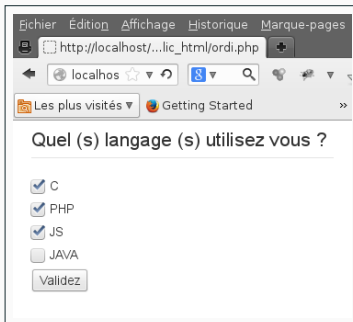 Fichier Édition Affichage Historique Marque-pages
http://localhost/...lic_html/ordi.php
localhos
Les plus visités Getting Started »
Quel (s) langage (s) utilisez vous ?
C
PHP
JS
JAVA
Validez